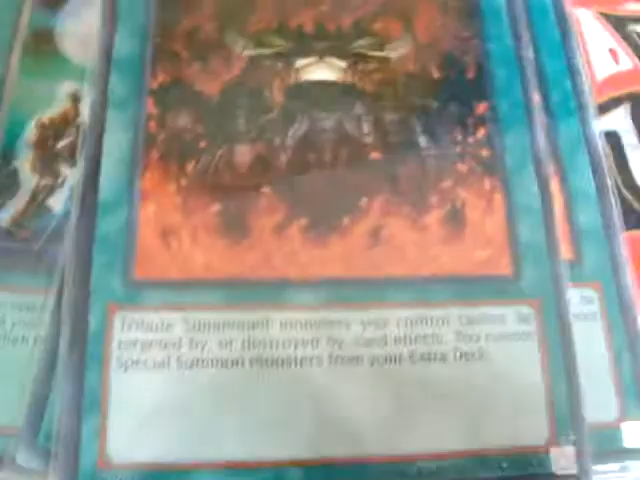 Tribute Summoned monsters you control cannot be
targeted by, or destroyed by, card effects. You cannot
Special Summon monsters from your Extra Deck.